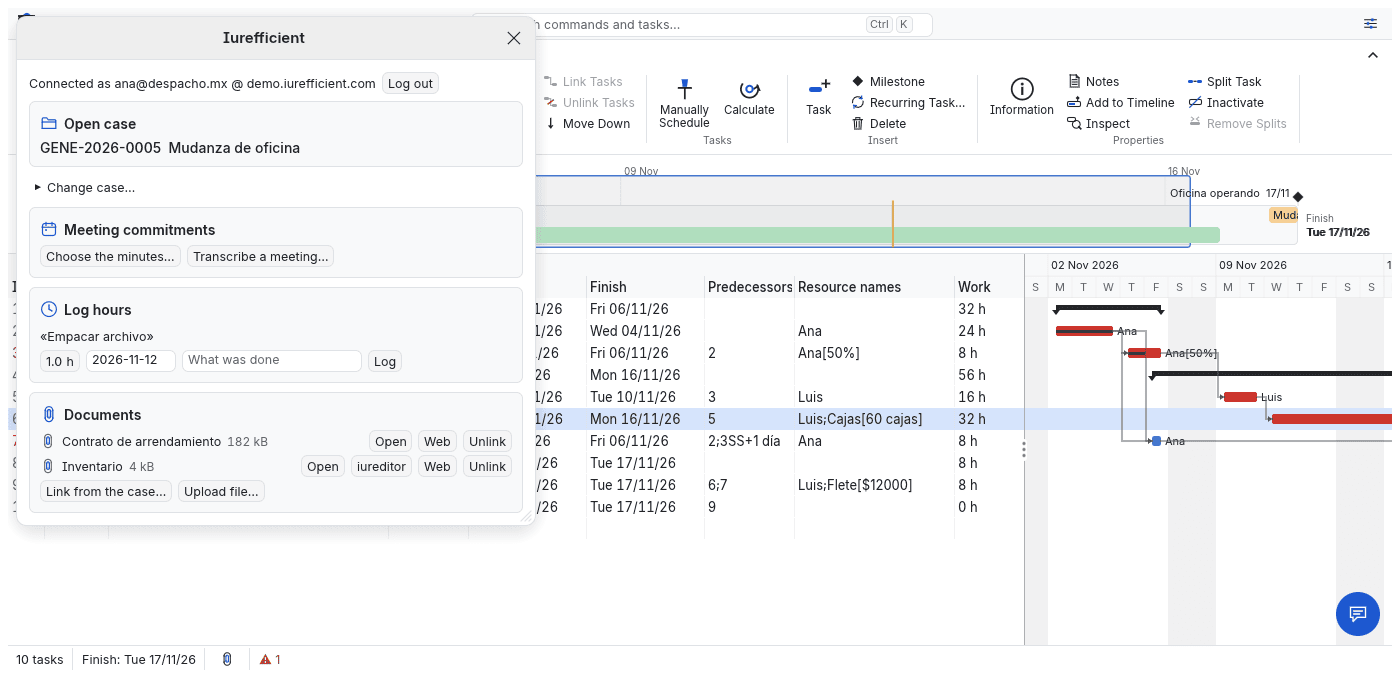 Iurefficient
Connected as ana@despacho.mx @ demo.iurefficient.com Log out
Open case
GENE-2026-0005 Mudanza de oficina
Change case...
Meeting commitments
Choose the minutes... Transcribe a meeting...
Log hours
«Empacar archivo»
1.0 h 2026-11-12 What was done Log
Documents
Contrato de arrendamiento 182 kB Open Web Unlink
Inventario 4 kB Open iureditor Web Unlink
Link from the case... Upload file...
commands and tasks... Ctrl K
Link Tasks
Unlink Tasks
Move Down
Manually Schedule
Calculate
Tasks
Task
Milestone
Recurring Task...
Delete
Insert
Information
Notes
Add to Timeline
Inspect
Split Task
Inactivate
Remove Splits
Properties
09 Nov 16 Nov
Oficina operando 17/11
Finish
Tue 17/11/26
Finish Predecessors Resource names Work
Fri 06/11/26 32 h
Wed 04/11/26 Ana 24 h
Fri 06/11/26 2 Ana[50%] 8 h
Mon 16/11/26 56 h
Tue 10/11/26 3 Luis 16 h
Mon 16/11/26 5 Luis;Cajas[60 cajas] 32 h
Fri 06/11/26 2;3SS+1 día Ana 8 h
Tue 17/11/26 8 h
Tue 17/11/26 6;7 Luis;Flete[$12000] 8 h
Tue 17/11/26 9 0 h
02 Nov 2026 09 Nov 2026
S M T W T F S S M T W T F S S
Ana
Ana[50%]
Luis
Ana
10 tasks Finish: Tue 17/11/26 1